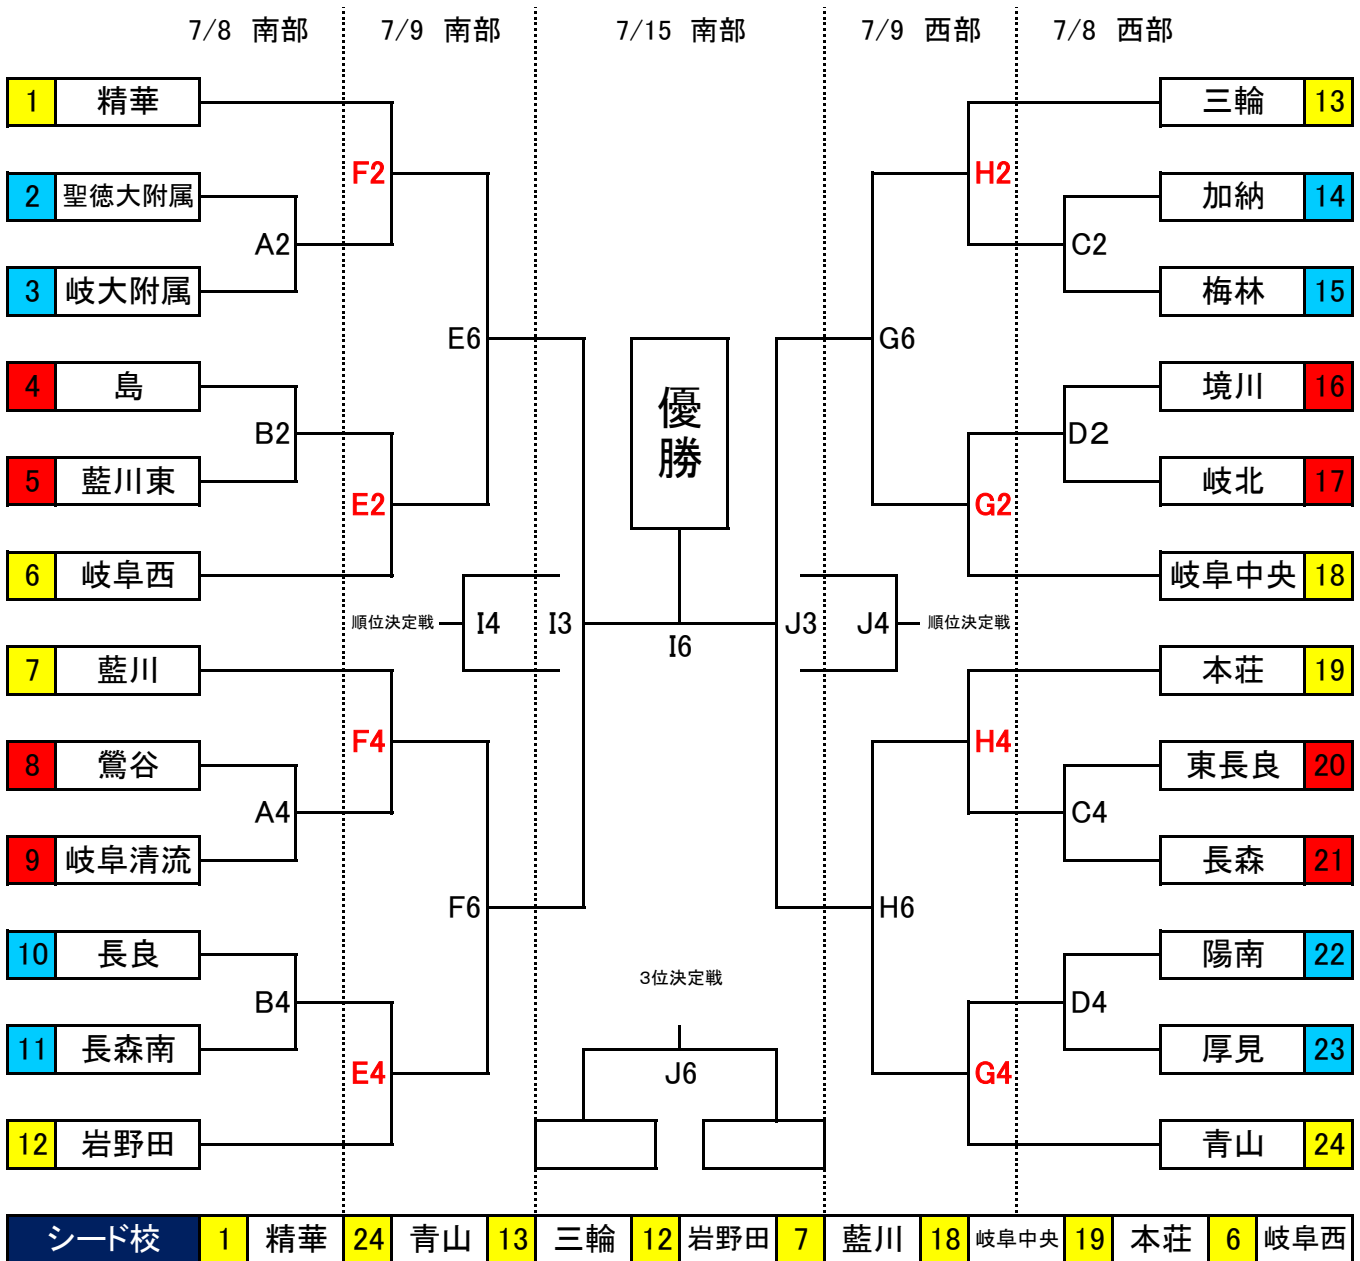 7/8 南部 7/9 南部 7/15 南部 7/9 西部 7/8 西部
1 精華 三輪 13
F2 H2
2 聖徳大附属 加納 14
A2 C2
3 岐大附属 梅林 15
E6 G6
4 島 境川 16
優勝
B2 D2
5 藍川東 岐北 17
E2 G2
6 岐阜西 岐阜中央 18
順位決定戦 I4 I3 I6 J3 J4 順位決定戦
7 藍川 本荘 19
F4 H4
8 鶯谷 東長良 20
A4 C4
9 岐阜清流 長森 21
F6 H6
10 長良 陽南 22
3位決定戦
B4 D4
11 長森南 厚見 23
E4 J6 G4
12 岩野田 青山 24
シード校 1 精華 24 青山 13 三輪 12 岩野田 7 藍川 18 岐阜中央 19 本荘 6 岐阜西